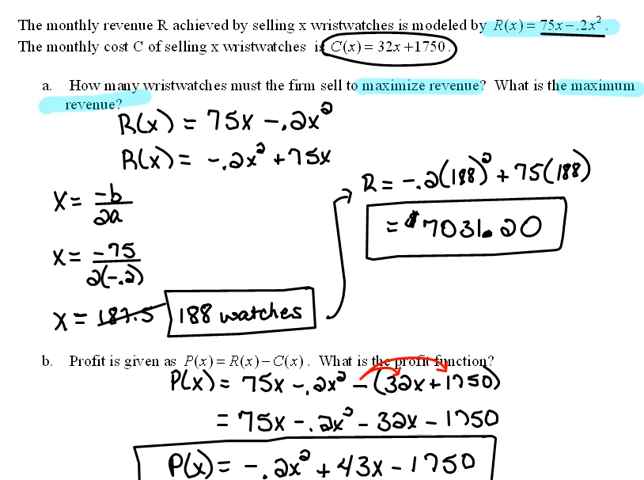 The monthly revenue R achieved by selling x wristwatches is modeled by R(x) = 75x − .2x².
The monthly cost C of selling x wristwatches is C(x) = 32x + 1750.
a. How many wristwatches must the firm sell to maximize revenue? What is the maximum
revenue?
R(x) = 75x − .2x²
R(x) = −.2x² + 75x
x = −b/2a
x = −75/2(−.2)
x = 187.5 188 watches
R = −.2(188)² + 75(188)
= $7031.20
b. Profit is given as P(x) = R(x) − C(x). What is the profit function?
P(x) = 75x − .2x² − (32x + 1750)
= 75x − .2x² − 32x − 1750
P(x) = −.2x² + 43x − 1750